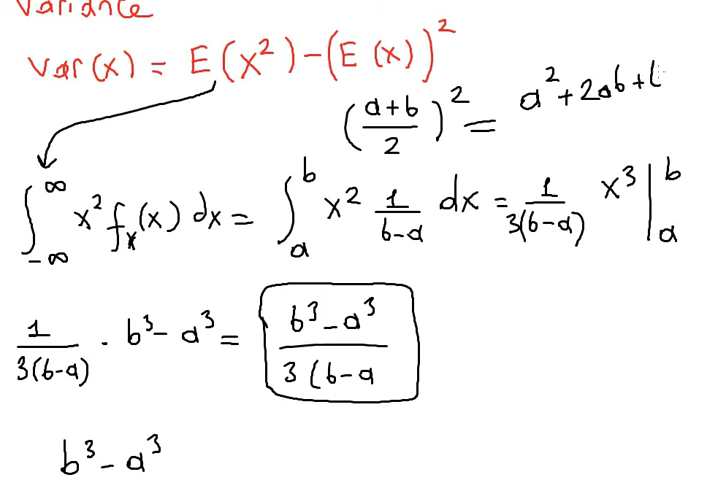 Variance
var(x) = E(x²) - (E(x))²
(a+b/2)² = a² + 2ab + b
∫_{-∞}^{∞} x² fₓ(x) dx = ∫_a^b x² 1/(b-a) dx = 1/3(b-a) x³ |_a^b
1/3(b-a) · b³ - a³ = b³ - a³ / 3(b-a
b³ - a³